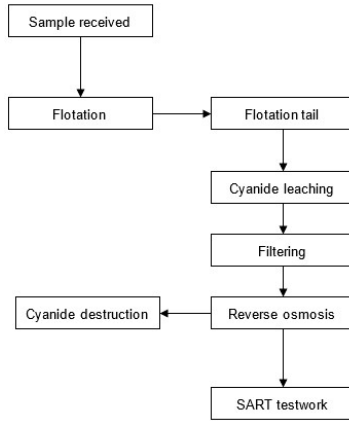 Sample received
Flotation
Flotation tail
Cyanide leaching
Filtering
Cyanide destruction
Reverse osmosis
SART testwork